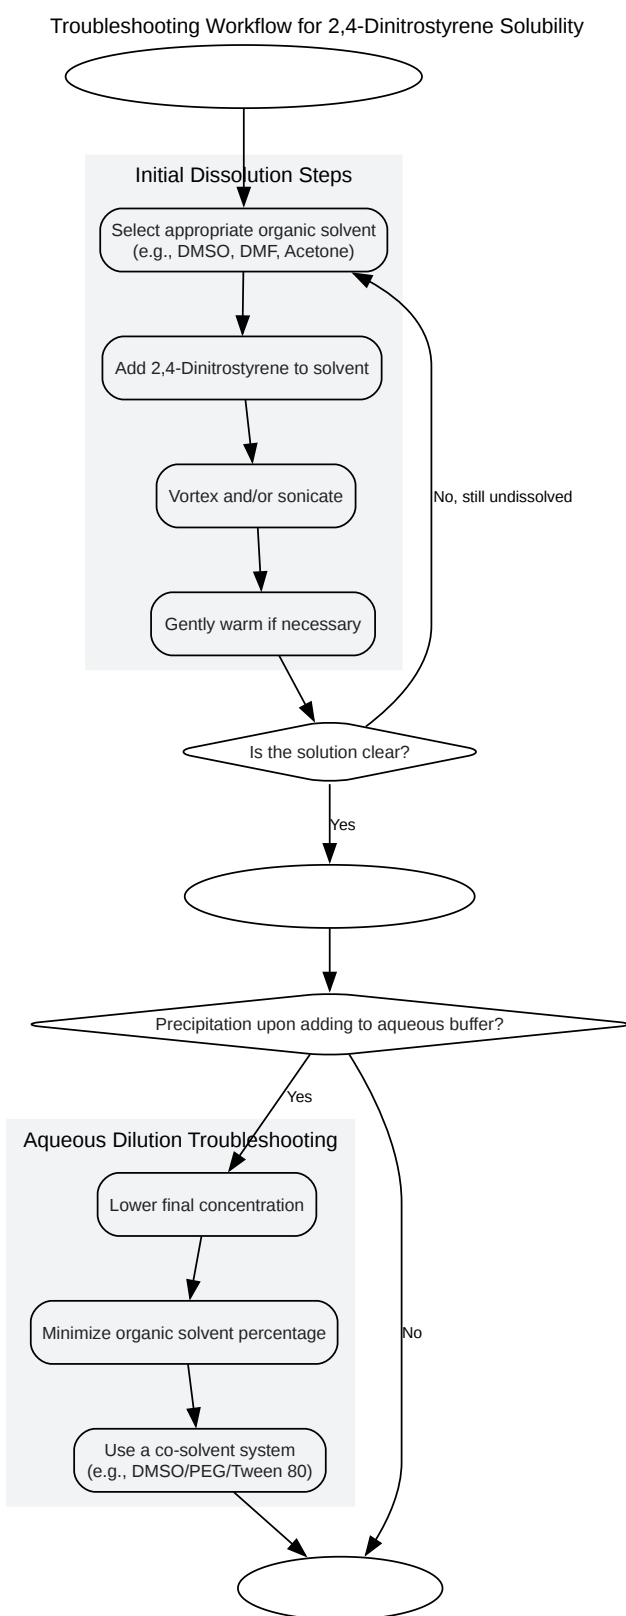 Troubleshooting Workflow for 2,4-Dinitrostyrene Solubility
Initial Dissolution Steps
Select appropriate organic solvent
(e.g., DMSO, DMF, Acetone)
Add 2,4-Dinitrostyrene to solvent
Vortex and/or sonicate
No, still undissolved
Gently warm if necessary
Is the solution clear?
Yes
Precipitation upon adding to aqueous buffer?
Yes
Aqueous Dilution Troubleshooting
Lower final concentration
Minimize organic solvent percentage
No
Use a co-solvent system
(e.g., DMSO/PEG/Tween 80)